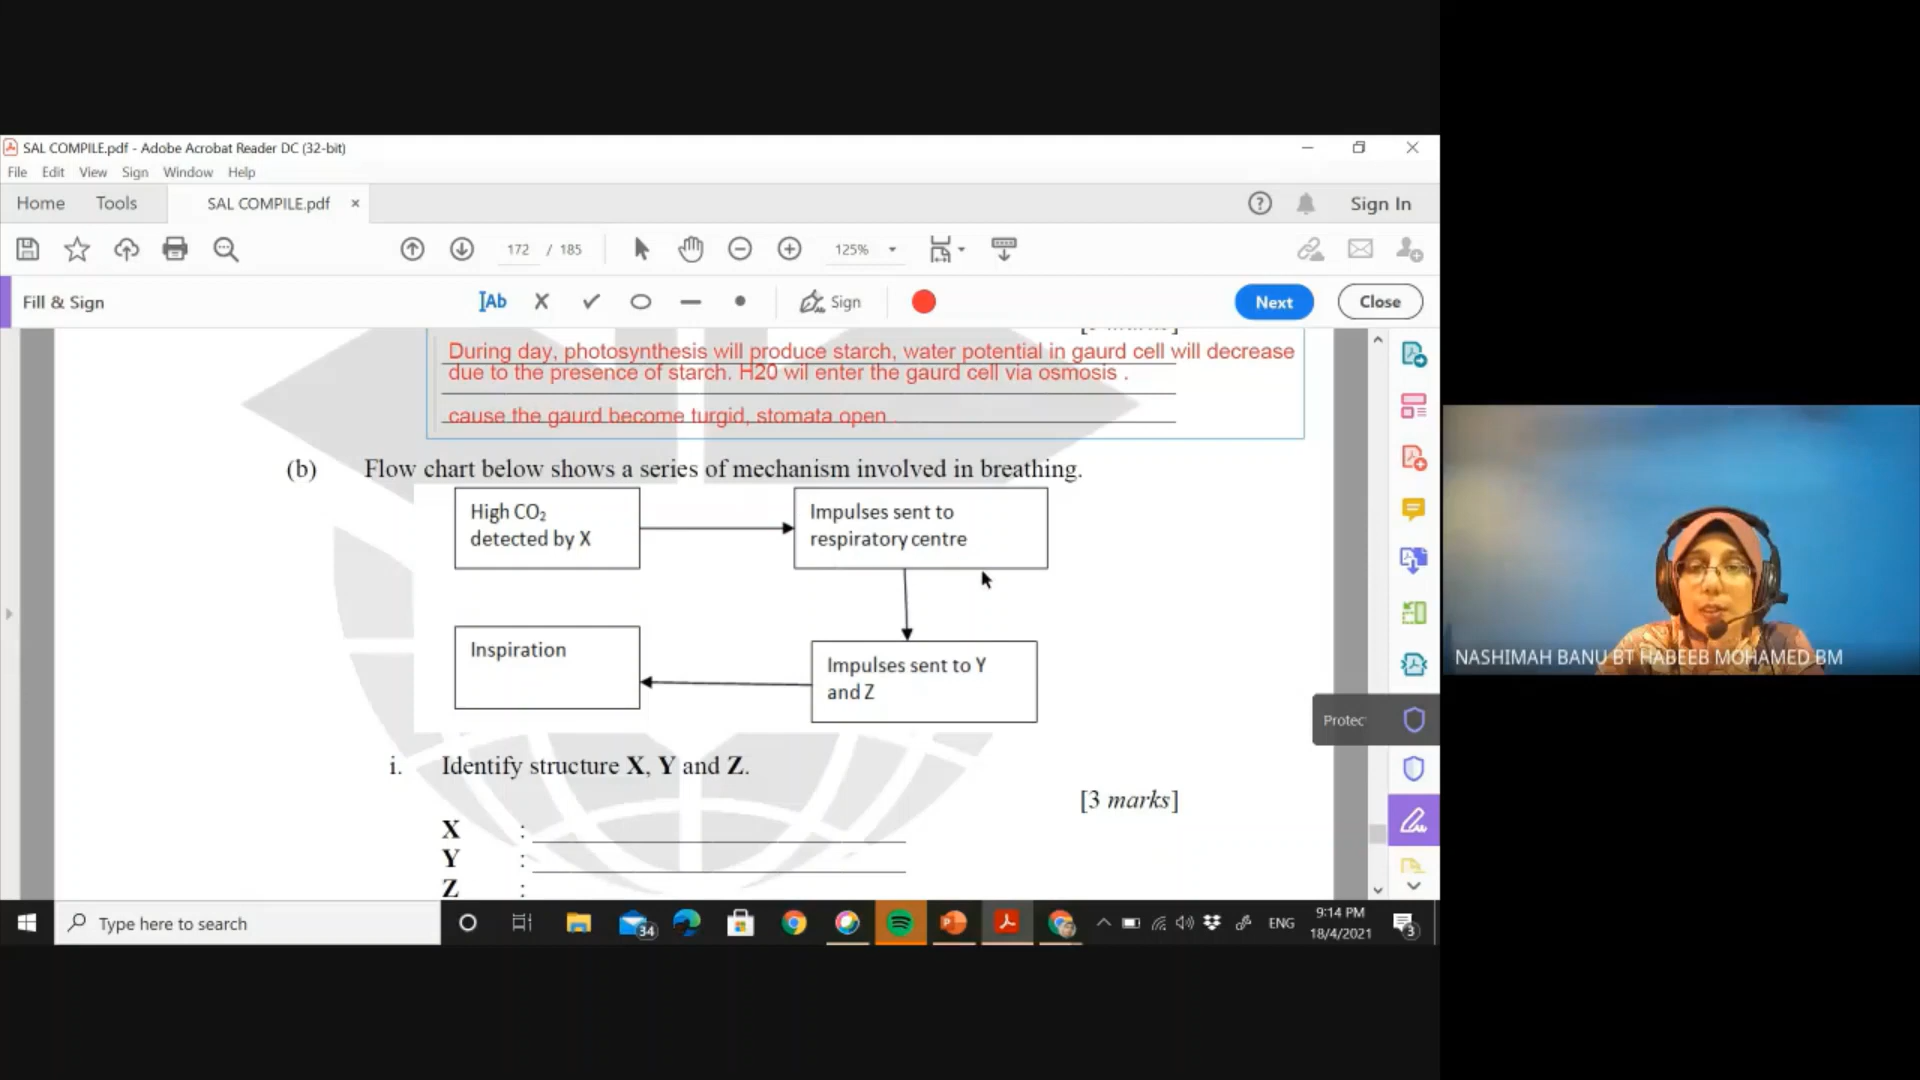 SAL COMPILE.pdf - Adobe Acrobat Reader DC (32-bit)
File Edit View Sign Window Help
Home Tools SAL COMPILE.pdf × Sign In
172 / 185 125%
Fill & Sign Ab Sign Next Close
During day, photosynthesis will produce starch, water potential in gaurd cell will decrease
due to the presence of starch. H20 wil enter the gaurd cell via osmosis .
cause the gaurd become turgid, stomata open
(b) Flow chart below shows a series of mechanism involved in breathing.
High CO₂
detected by X
Impulses sent to
respiratory centre
Inspiration
Impulses sent to Y
and Z
Protec
NASHIMAH BANU BT HABEEB MOHAMED BM
i. Identify structure X, Y and Z.
[3 marks]
X :
Y :
Z :
Type here to search
34
ENG
9:14 PM
18/4/2021
3